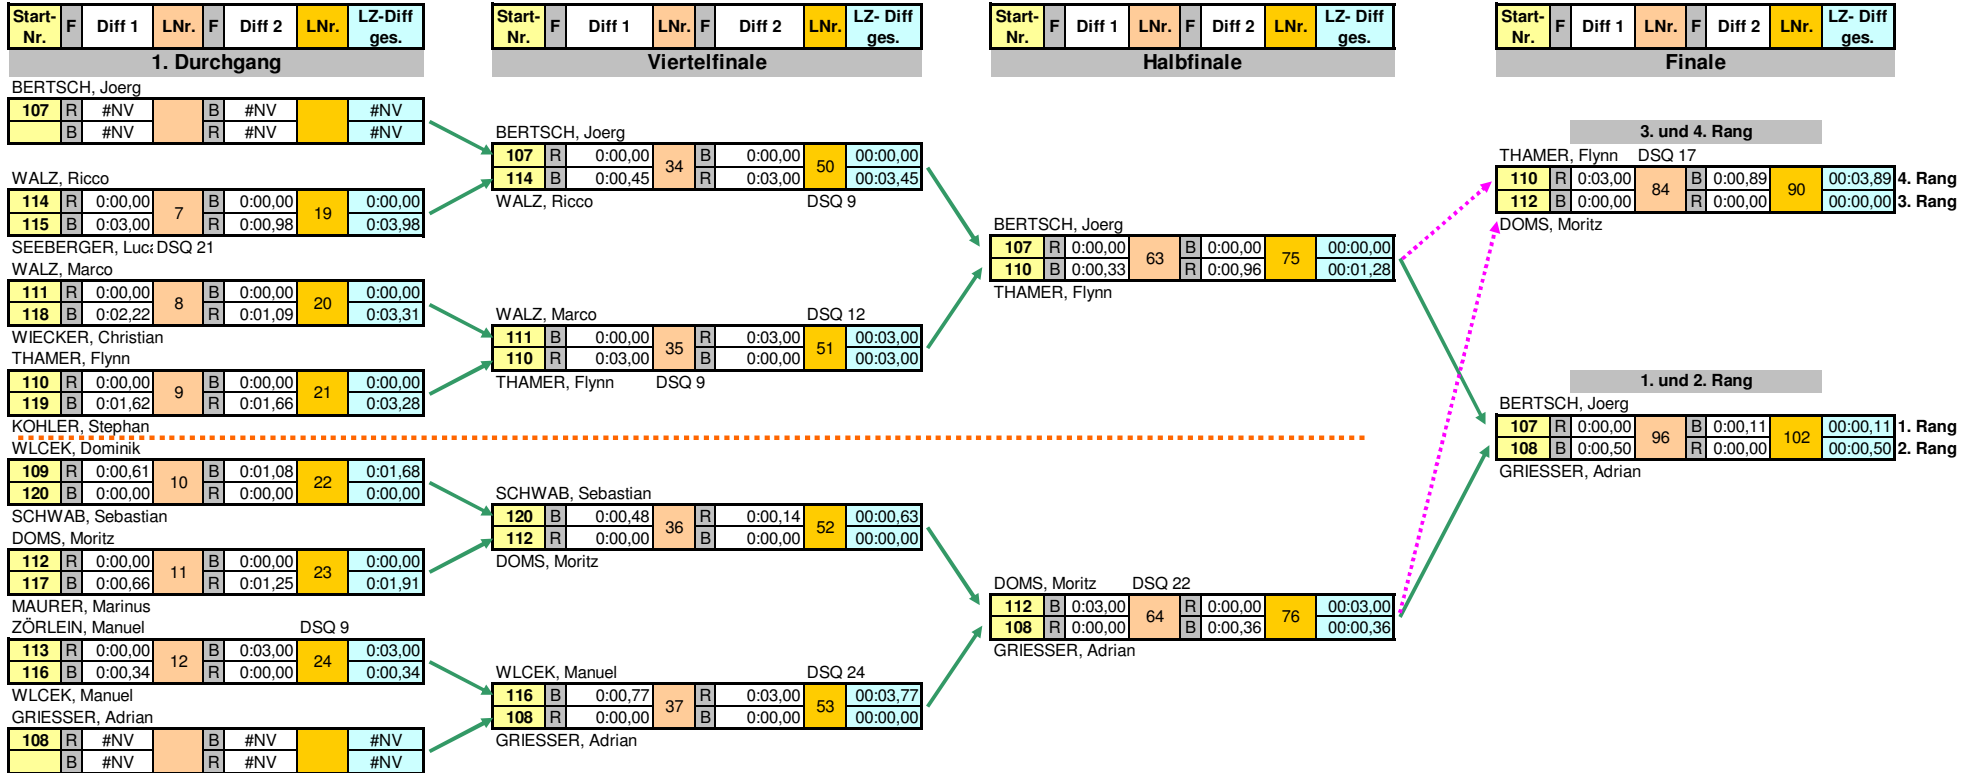 Start-Nr. F Diff 1 LNr. F Diff 2 LNr. LZ-Diff ges.
1. Durchgang
BERTSCH, Joerg
107 R #NV B #NV #NV
B #NV R #NV #NV
WALZ, Ricco
114 R 0:00,00 7 B 0:00,00 19 0:00,00
115 B 0:03,00 R 0:00,98 0:03,98
SEEBERGER, Luca DSQ 21
WALZ, Marco
111 R 0:00,00 8 B 0:00,00 20 0:00,00
118 B 0:02,22 R 0:01,09 0:03,31
WIECKER, Christian
THAMER, Flynn
110 R 0:00,00 9 B 0:00,00 21 0:00,00
119 B 0:01,62 R 0:01,66 0:03,28
KOHLER, Stephan
WLCEK, Dominik
109 R 0:00,61 10 B 0:01,08 22 0:01,68
120 B 0:00,00 R 0:00,00 0:00,00
SCHWAB, Sebastian
DOMS, Moritz
112 R 0:00,00 11 B 0:00,00 23 0:00,00
117 B 0:00,66 R 0:01,25 0:01,91
MAURER, Marinus
ZÖRLEIN, Manuel DSQ 9
113 R 0:00,00 12 B 0:03,00 24 0:03,00
116 B 0:00,34 R 0:00,00 0:00,34
WLCEK, Manuel
GRIESSER, Adrian
108 R #NV B #NV #NV
B #NV R #NV #NV
Start-Nr. F Diff 1 LNr. F Diff 2 LNr. LZ- Diff ges.
Viertelfinale
BERTSCH, Joerg
107 R 0:00,00 34 B 0:00,00 50 00:00,00
114 B 0:00,45 R 0:03,00 00:03,45
WALZ, Ricco DSQ 9
WALZ, Marco DSQ 12
111 B 0:00,00 35 R 0:03,00 51 00:03,00
110 R 0:03,00 B 0:00,00 00:03,00
THAMER, Flynn DSQ 9
SCHWAB, Sebastian
120 B 0:00,48 36 R 0:00,14 52 00:00,63
112 R 0:00,00 B 0:00,00 00:00,00
DOMS, Moritz
WLCEK, Manuel DSQ 24
116 B 0:00,77 37 R 0:03,00 53 00:03,77
108 R 0:00,00 B 0:00,00 00:00,00
GRIESSER, Adrian
Start-Nr. F Diff 1 LNr. F Diff 2 LNr. LZ- Diff ges.
Halbfinale
BERTSCH, Joerg
107 R 0:00,00 63 B 0:00,00 75 00:00,00
110 B 0:00,33 R 0:00,96 00:01,28
THAMER, Flynn
DOMS, Moritz DSQ 22
112 B 0:03,00 64 R 0:00,00 76 00:03,00
108 R 0:00,00 B 0:00,36 00:00,36
GRIESSER, Adrian
Start-Nr. F Diff 1 LNr. F Diff 2 LNr. LZ- Diff ges.
Finale
3. und 4. Rang
THAMER, Flynn DSQ 17
110 R 0:03,00 84 B 0:00,89 90 00:03,89 4. Rang
112 B 0:00,00 R 0:00,00 00:00,00 3. Rang
DOMS, Moritz
1. und 2. Rang
BERTSCH, Joerg
107 R 0:00,00 96 B 0:00,11 102 00:00,11 1. Rang
108 B 0:00,50 R 0:00,00 00:00,50 2. Rang
GRIESSER, Adrian